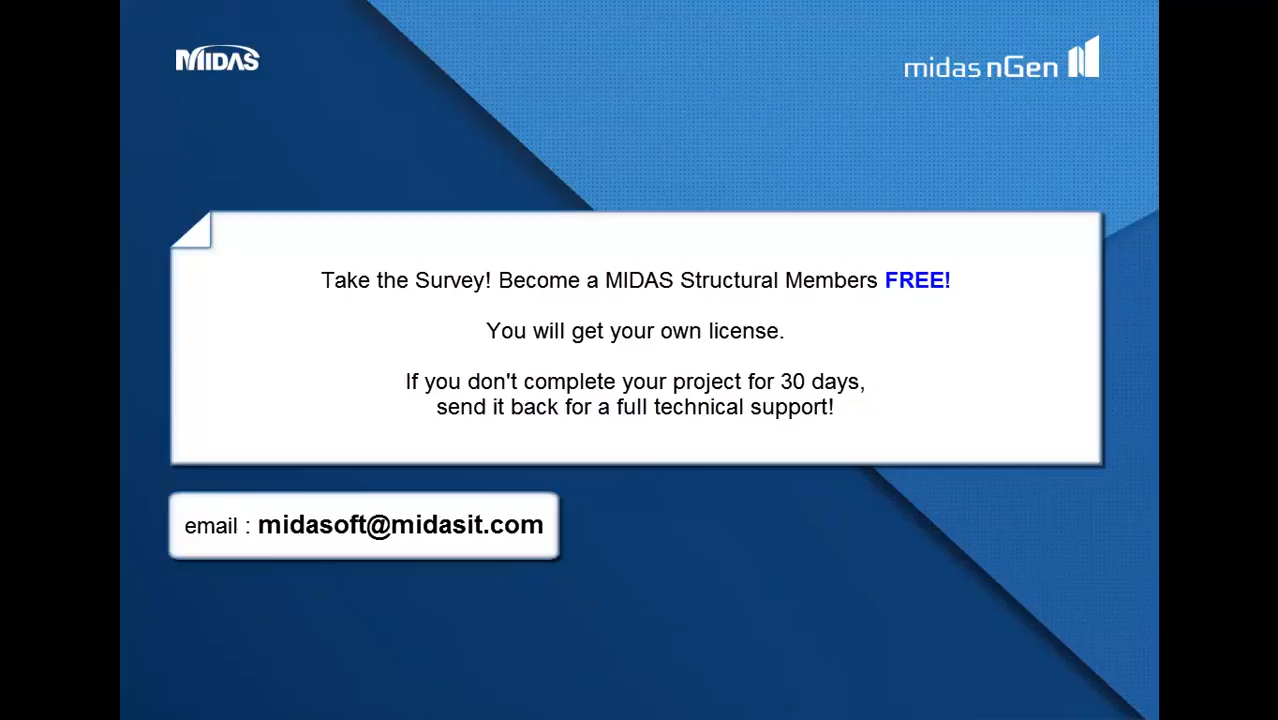 MIDAS
midas nGen
Take the Survey! Become a MIDAS Structural Members FREE!
You will get your own license.
If you don't complete your project for 30 days,
send it back for a full technical support!
email : midasoft@midasit.com